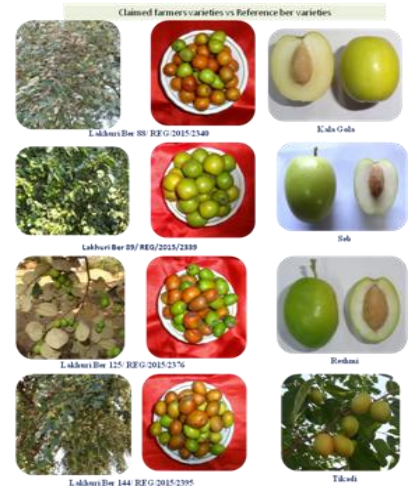 Claimed farmers varieties vs Reference ber varieties
Lakhuri Ber 88/ REG/2015/2340
Kala Gola
Lakhuri Ber 89/ REG/2015/2339
Seb
Lakhuri Ber 125/ REG/2015/2376
Reshmi
Lakhuri Ber 144/ REG/2015/2395
Tikadi